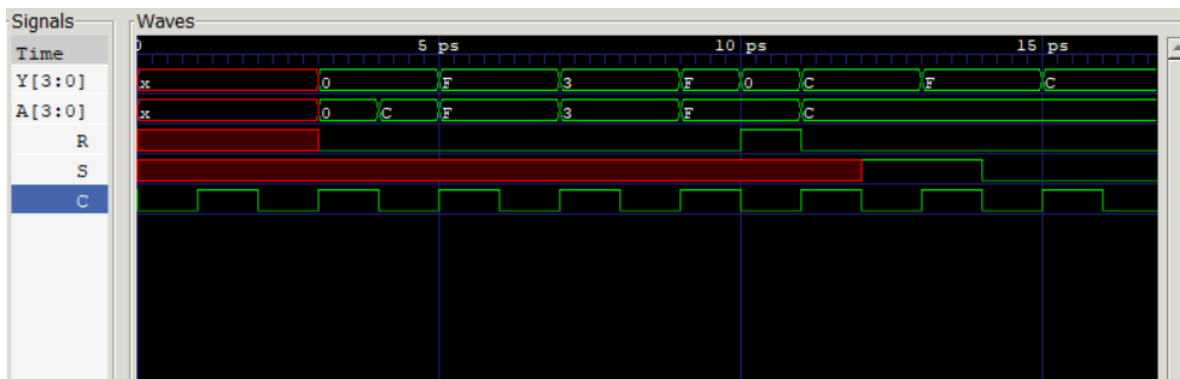 Signals Waves
Time 0 5 ps 10 ps 15 ps
Y[3:0] x 0 F 3 F 0 C F C
A[3:0] x 0 C F 3 F C
R
S
C